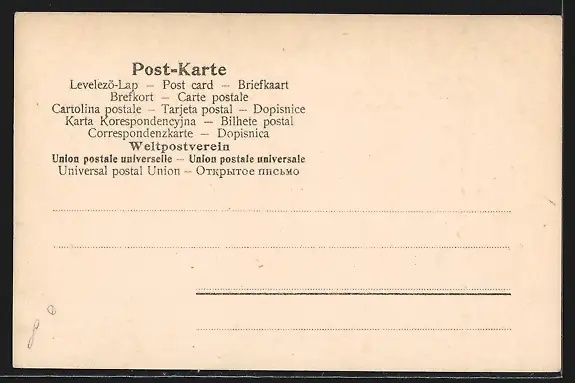 Post-Karte
Levelező-Lap – Post card – Briefkaart
Brefkort – Carte postale
Cartolina postale – Tarjeta postal – Dopisnice
Karta Korespondencyjna – Bilhete postal
Correspondenzkarte – Dopisnica
Weltpostverein
Union postale universelle – Union postale universale
Universal postal Union – Открытое письмо